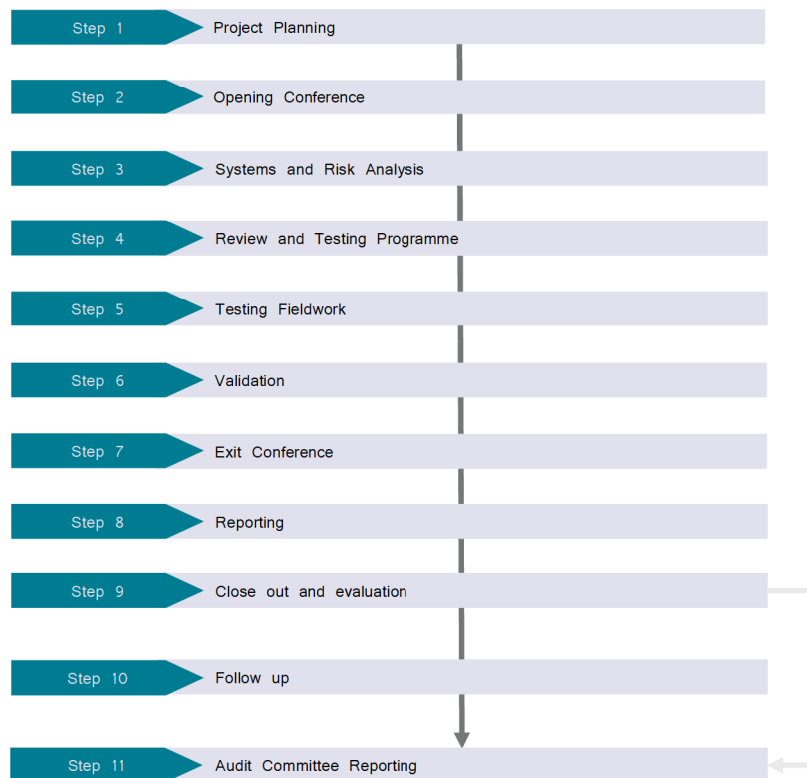 Step 1 Project Planning
Step 2 Opening Conference
Step 3 Systems and Risk Analysis
Step 4 Review and Testing Programme
Step 5 Testing Fieldwork
Step 6 Validation
Step 7 Exit Conference
Step 8 Reporting
Step 9 Close out and evaluation
Step 10 Follow up
Step 11 Audit Committee Reporting